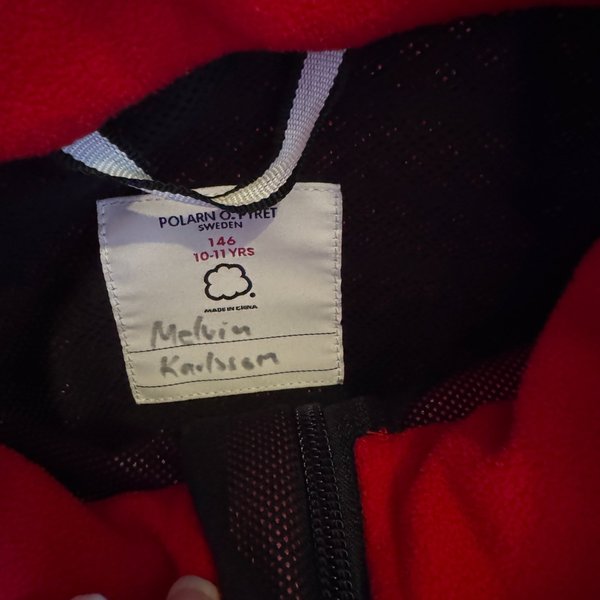 POLARN O. PYRET
SWEDEN
146
10-11 YRS
MADE IN CHINA
Melvin
Karlsson